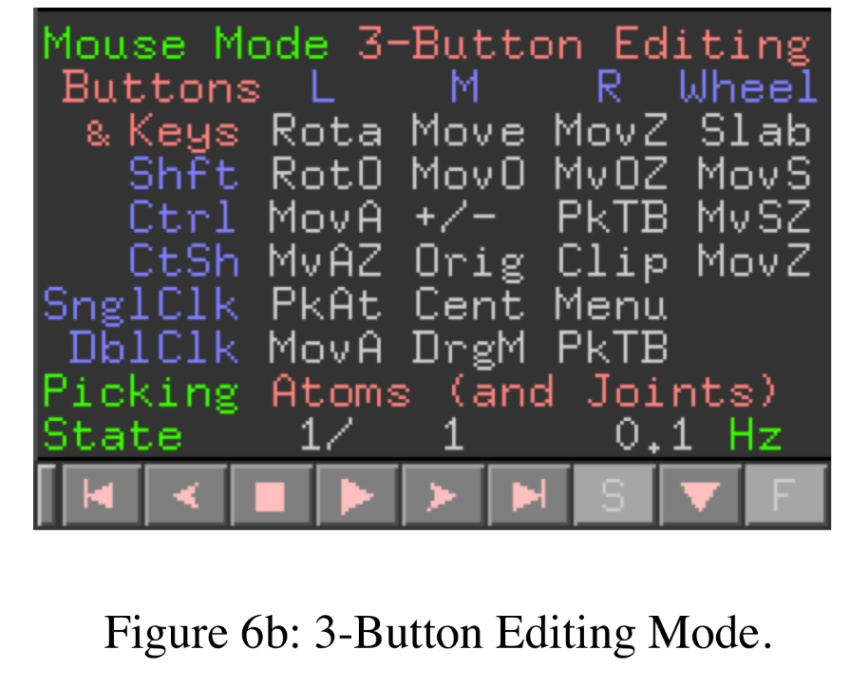 Mouse Mode 3-Button Editing
Buttons L M R Wheel
& Keys Rota Move MovZ Slab
Shft RotO MovO MvOZ MovS
Ctrl MovA +/- PkTB MvSZ
CtSh MvAZ Orig Clip MovZ
SnglClk PkAt Cent Menu
DblClk MovA DrgM PkTB
Picking Atoms (and Joints)
State 1/ 1 0.1 Hz
S F
Figure 6b: 3-Button Editing Mode.